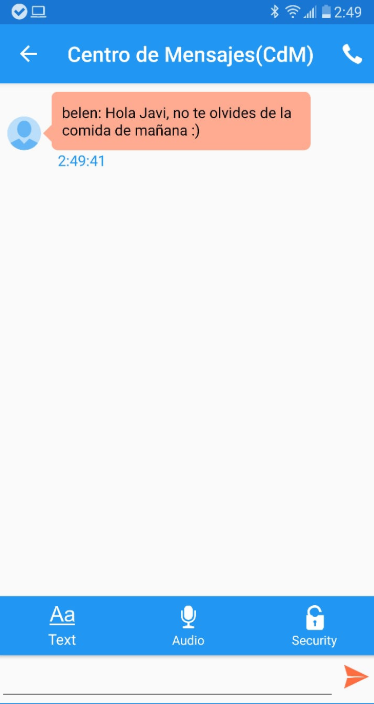 2:49
Centro de Mensajes(CdM)
belen: Hola Javi, no te olvides de la
comida de mañana :)
2:49:41
Aa
Text
Audio
Security